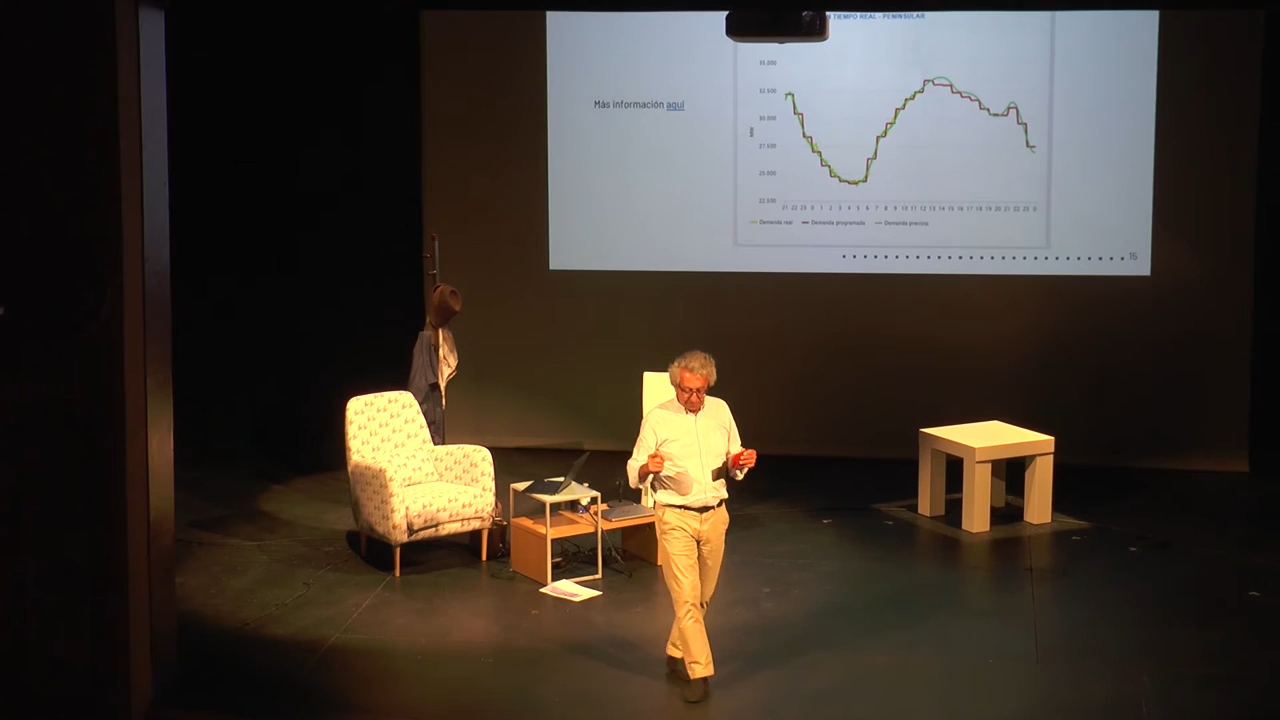 TIEMPO REAL - PENINSULAR
Más información aquí
35.000
32.500
30.000
27.500
25.000
22.500
MW
21 22 23 0 1 2 3 4 5 6 7 8 9 10 11 12 13 14 15 16 17 18 19 20 21 22 23 0
Demanda real Demanda programada Demanda prevista
15